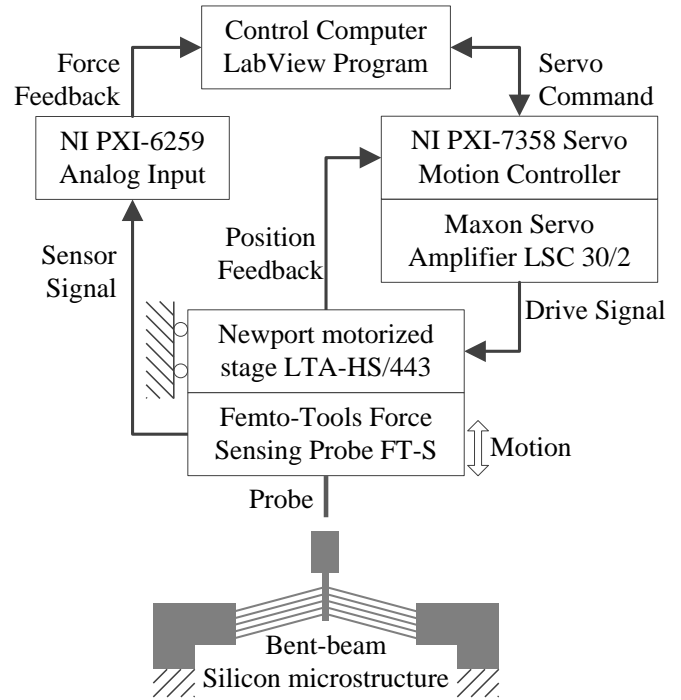 Control Computer
LabView Program
Force
Feedback
Servo
Command
NI PXI-6259
Analog Input
NI PXI-7358 Servo
Motion Controller
Maxon Servo
Amplifier LSC 30/2
Position
Feedback
Sensor
Signal
Drive Signal
Newport motorized
stage LTA-HS/443
Femto-Tools Force
Sensing Probe FT-S
Motion
Probe
Bent-beam
Silicon microstructure